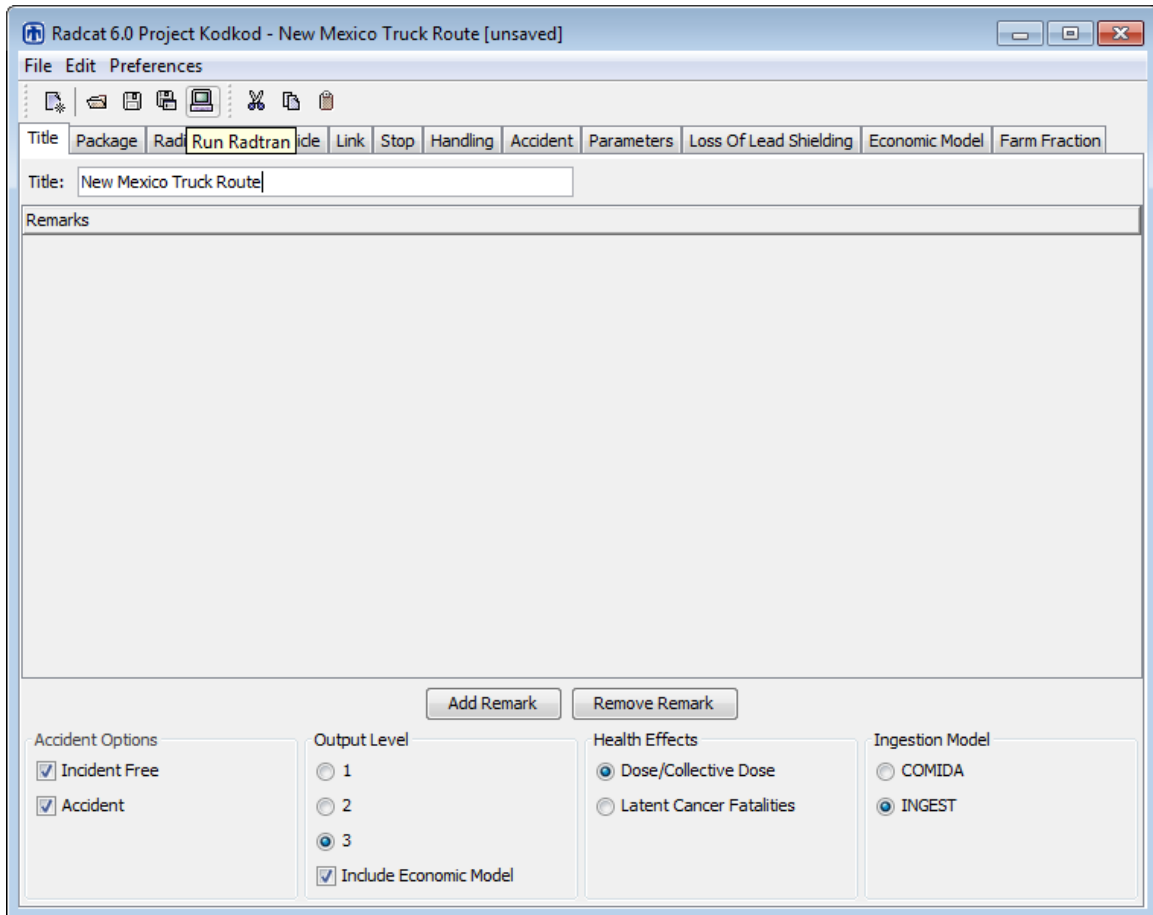 Radcat 6.0 Project Kodkod - New Mexico Truck Route [unsaved]
File Edit Preferences
Title Package Radi Run Radtran icle Link Stop Handling Accident Parameters Loss Of Lead Shielding Economic Model Farm Fraction
Title: New Mexico Truck Route
Remarks
Add Remark Remove Remark
Accident Options Output Level Health Effects Ingestion Model
Incident Free 1 Dose/Collective Dose COMIDA
Accident 2 Latent Cancer Fatalities INGEST
3
Include Economic Model